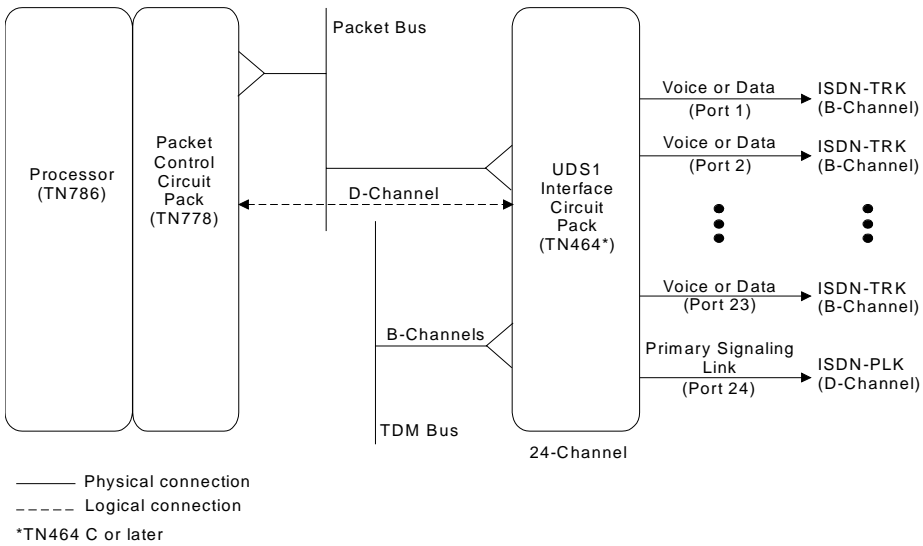 Packet Bus
Processor
(TN786)
Packet
Control
Circuit
Pack
(TN778)
D-Channel
UDS1
Interface
Circuit
Pack
(TN464*)
B-Channels
TDM Bus
24-Channel
Voice or Data
(Port 1)
ISDN-TRK
(B-Channel)
Voice or Data
(Port 2)
ISDN-TRK
(B-Channel)
Voice or Data
(Port 23)
ISDN-TRK
(B-Channel)
Primary Signaling
Link
(Port 24)
ISDN-PLK
(D-Channel)
Physical connection
Logical connection
*TN464 C or later